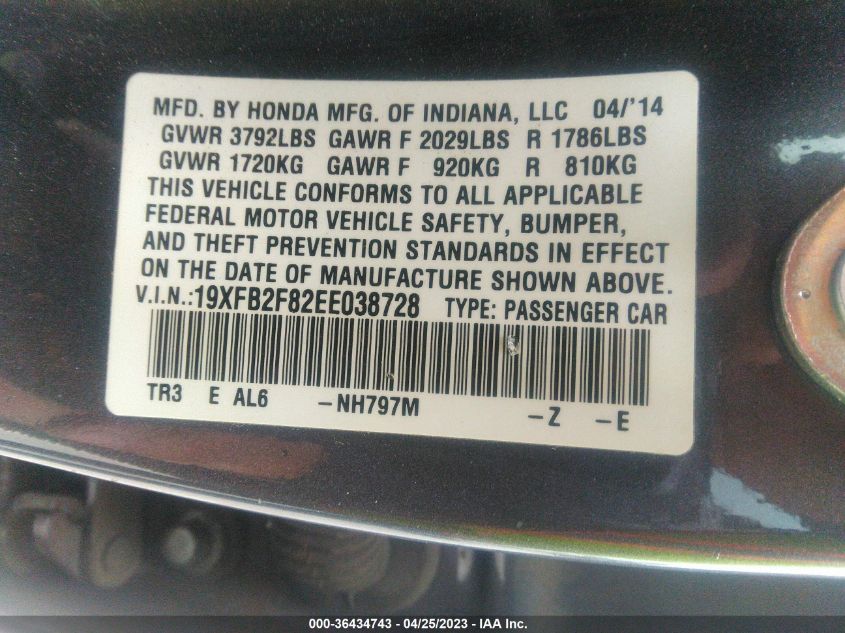 MFD. BY HONDA MFG. OF INDIANA, LLC 04/'14
GVWR 3792LBS GAWR F 2029LBS R 1786LBS
GVWR 1720KG GAWR F 920KG R 810KG
THIS VEHICLE CONFORMS TO ALL APPLICABLE
FEDERAL MOTOR VEHICLE SAFETY, BUMPER,
AND THEFT PREVENTION STANDARDS IN EFFECT
ON THE DATE OF MANUFACTURE SHOWN ABOVE.
V.I.N.:19XFB2F82EE038728 TYPE: PASSENGER CAR
TR3 E AL6 -NH797M -Z -E
000-36434743 - 04/25/2023 - IAA Inc.